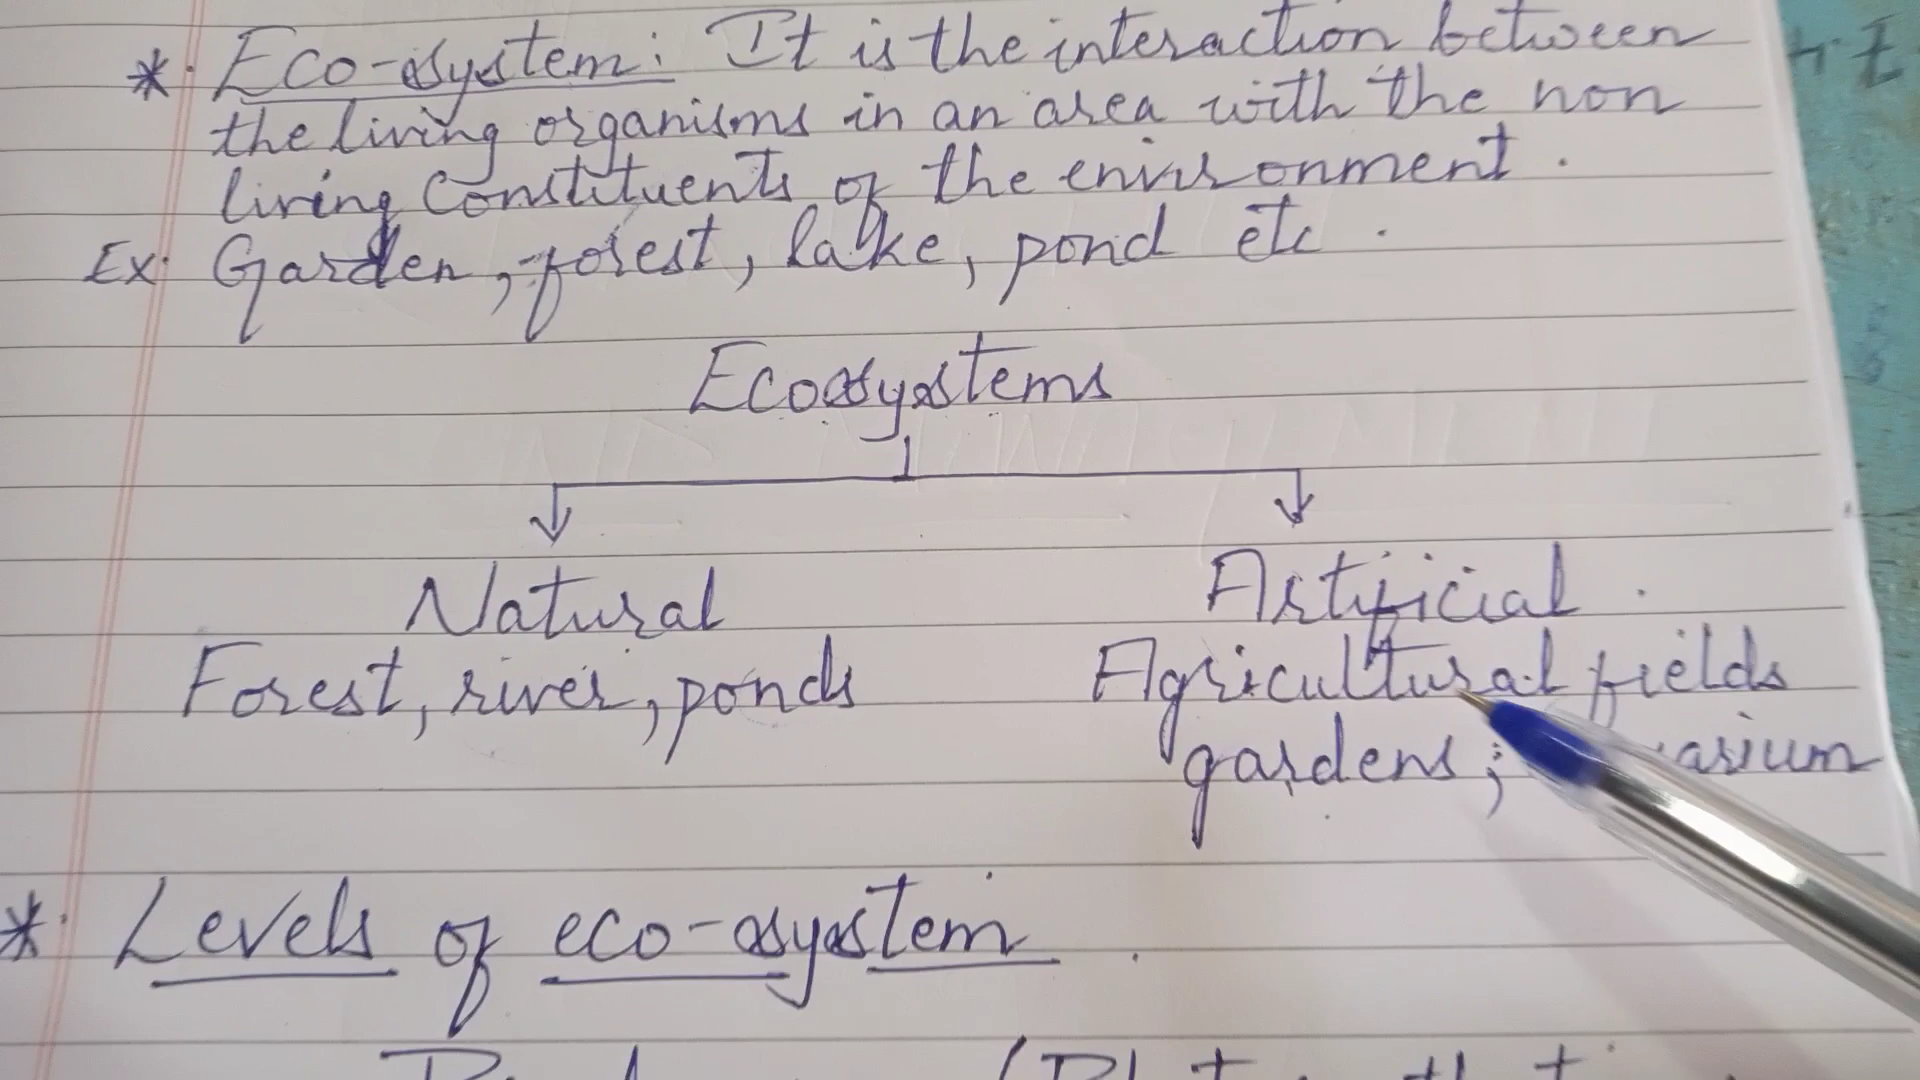 * Eco-system: It is the interaction between
the living organisms in an area with the non
living Constituents of the environment.
Ex: Garden, forest, lake, pond etc.
Ecosystems
Natural
Artificial
Forest, river, ponds
Agricultural fields
gardens,
* Levels of eco-system